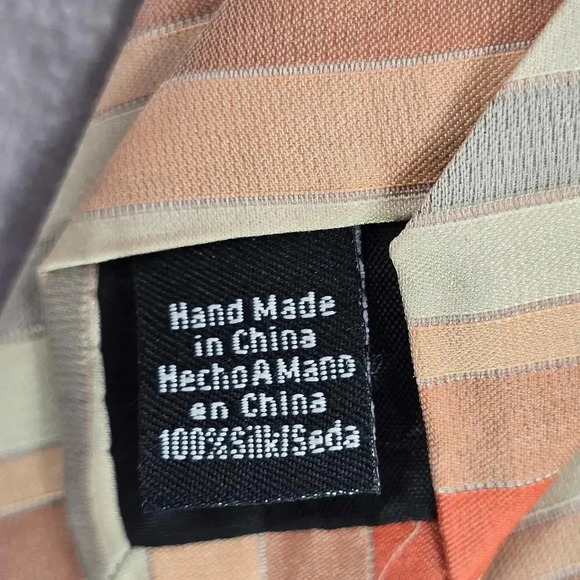 Hand Made
in China
Hecho A Mano
en China
100%Silk/Seda